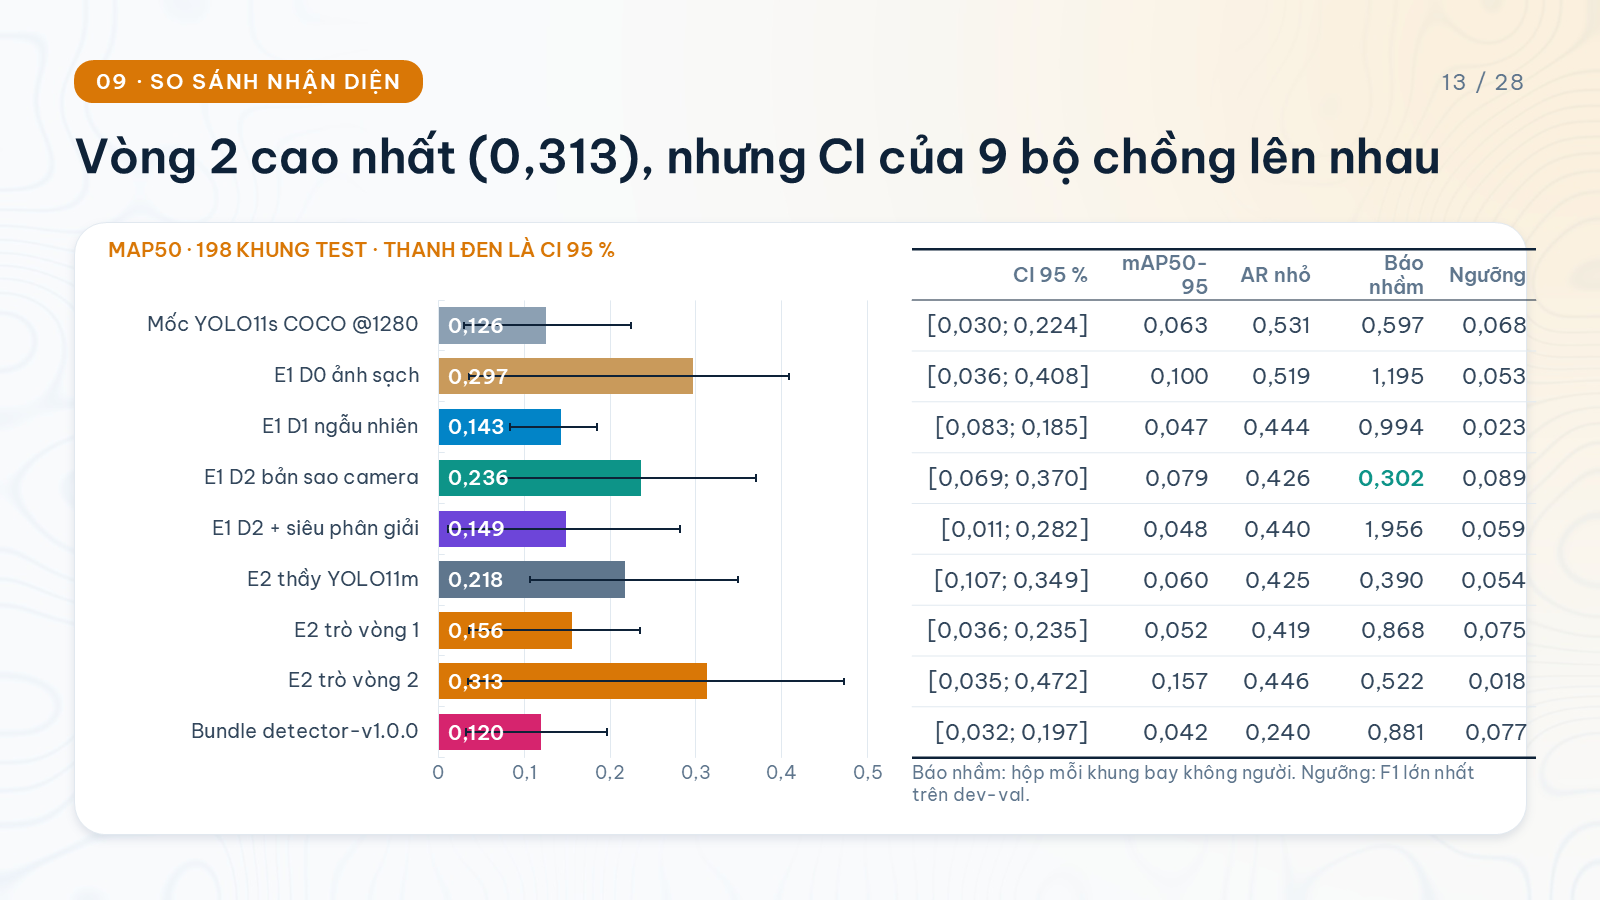 09 · SO SÁNH NHẬN DIỆN
13 / 28
Vòng 2 cao nhất (0,313), nhưng CI của 9 bộ chồng lên nhau
MAP50 · 198 KHUNG TEST · THANH ĐEN LÀ CI 95 %
Mốc YOLO11s COCO @1280
0,126
E1 D0 ảnh sạch
0,297
E1 D1 ngẫu nhiên
0,143
E1 D2 bản sao camera
0,236
E1 D2 + siêu phân giải
0,149
E2 thầy YOLO11m
0,218
E2 trò vòng 1
0,156
E2 trò vòng 2
0,313
Bundle detector-v1.0.0
0,120
0 0,1 0,2 0,3 0,4 0,5
CI 95 % mAP50-95 AR nhỏ Báo nhầm Ngưỡng
[0,030; 0,224] 0,063 0,531 0,597 0,068
[0,036; 0,408] 0,100 0,519 1,195 0,053
[0,083; 0,185] 0,047 0,444 0,994 0,023
[0,069; 0,370] 0,079 0,426 0,302 0,089
[0,011; 0,282] 0,048 0,440 1,956 0,059
[0,107; 0,349] 0,060 0,425 0,390 0,054
[0,036; 0,235] 0,052 0,419 0,868 0,075
[0,035; 0,472] 0,157 0,446 0,522 0,018
[0,032; 0,197] 0,042 0,240 0,881 0,077
Báo nhầm: hộp mỗi khung bay không người. Ngưỡng: F1 lớn nhất
trên dev-val.